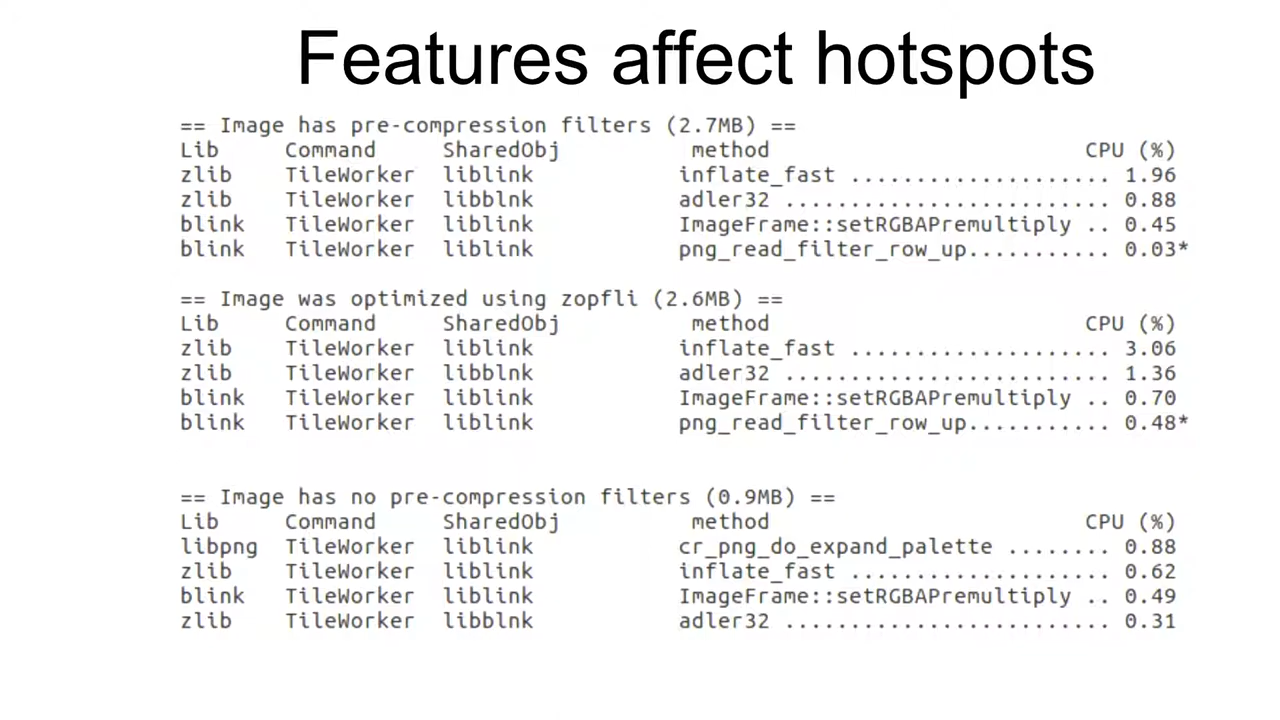 Features affect hotspots
== Image has pre-compression filters (2.7MB) ==
Lib Command SharedObj method CPU (%)
zlib TileWorker liblink inflate_fast .................... 1.96
zlib TileWorker libblnk adler32 ......................... 0.88
blink TileWorker liblink ImageFrame::setRGBAPremultiply .. 0.45
blink TileWorker liblink png_read_filter_row_up........... 0.03*
== Image was optimized using zopfli (2.6MB) ==
Lib Command SharedObj method CPU (%)
zlib TileWorker liblink inflate_fast .................... 3.06
zlib TileWorker libblnk adler32 ......................... 1.36
blink TileWorker liblink ImageFrame::setRGBAPremultiply .. 0.70
blink TileWorker liblink png_read_filter_row_up........... 0.48*
== Image has no pre-compression filters (0.9MB) ==
Lib Command SharedObj method CPU (%)
libpng TileWorker liblink cr_png_do_expand_palette ........ 0.88
zlib TileWorker liblink inflate_fast .................... 0.62
blink TileWorker liblink ImageFrame::setRGBAPremultiply .. 0.49
zlib TileWorker libblnk adler32 ......................... 0.31